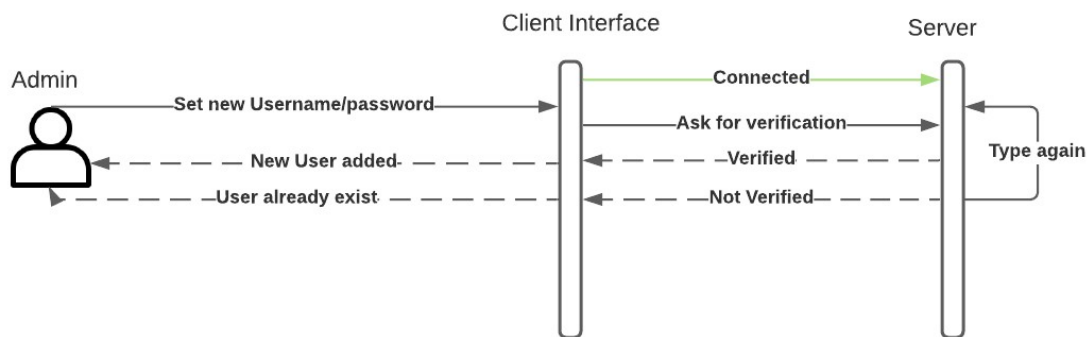 Client Interface
Server
Admin
Connected
Set new Username/password
Ask for verification
Type again
New User added
Verified
User already exist
Not Verified